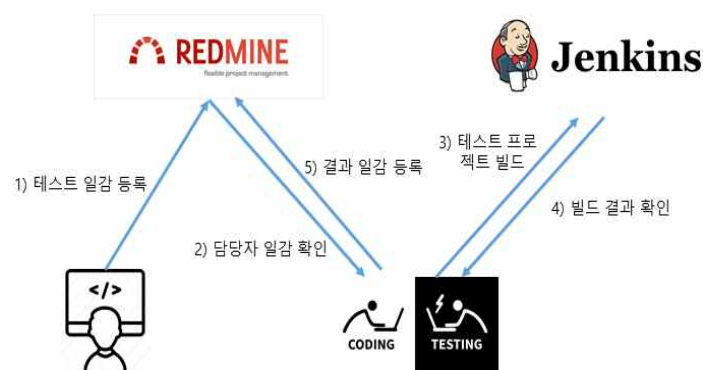 REDMINE
flexible project management
Jenkins
1) 테스트 일감 등록
5) 결과 일감 등록
3) 테스트 프로
젝트 빌드
2) 담당자 일감 확인
4) 빌드 결과 확인
</>
CODING
TESTING